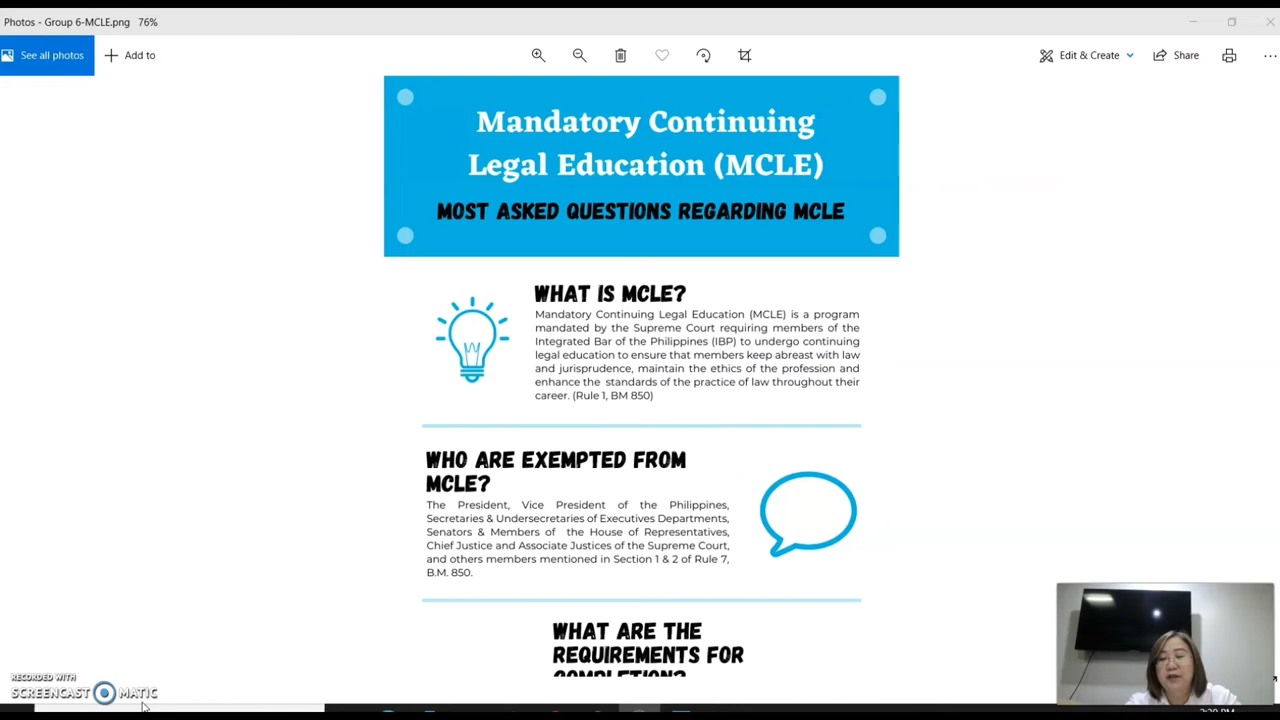 Photos - Group 6-MCLE.png 76%
See all photos
Add to
Edit & Create
Share
Mandatory Continuing
Legal Education (MCLE)
MOST ASKED QUESTIONS REGARDING MCLE
WHAT IS MCLE?
Mandatory Continuing Legal Education (MCLE) is a program
mandated by the Supreme Court requiring members of the
Integrated Bar of the Philippines (IBP) to undergo continuing
legal education to ensure that members keep abreast with law
and jurisprudence, maintain the ethics of the profession and
enhance the standards of the practice of law throughout their
career. (Rule 1, BM 850)
WHO ARE EXEMPTED FROM
MCLE?
The President, Vice President of the Philippines,
Secretaries & Undersecretaries of Executives Departments,
Senators & Members of the House of Representatives,
Chief Justice and Associate Justices of the Supreme Court,
and others members mentioned in Section 1 & 2 of Rule 7,
B.M. 850.
WHAT ARE THE
REQUIREMENTS FOR
COMPLETION?
RECORDED WITH
SCREENCAST MATIC